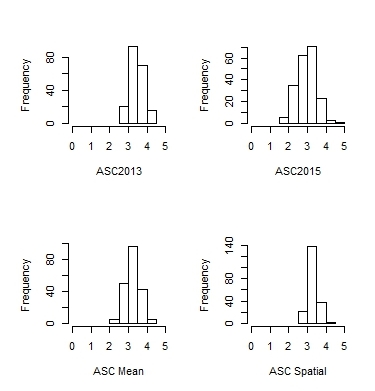 Frequency
0 40 80
0 1 2 3 4 5
ASC2013
Frequency
0 20 40 60
0 1 2 3 4 5
ASC2015
Frequency
0 40 80
0 1 2 3 4 5
ASC Mean
Frequency
0 40 80 140
0 1 2 3 4 5
ASC Spatial